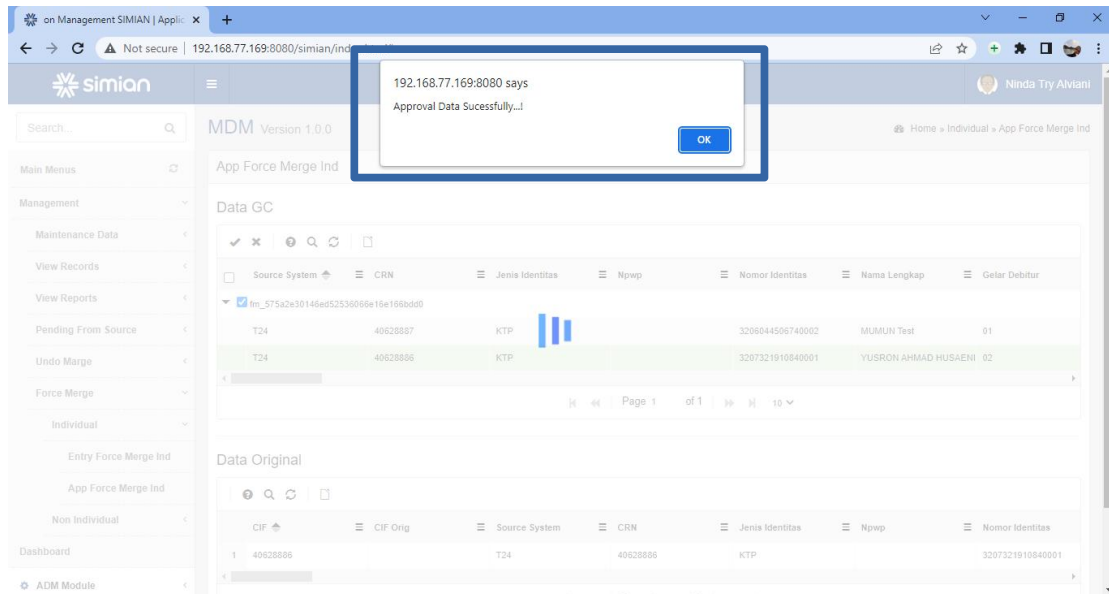 on Management SIMIAN | Applic
Not secure | 192.168.77.169:8080/simian/ind
192.168.77.169:8080 says
Approval Data Sucessfully...!
OK
simian
Ninda Try Alviani
Search...
MDM Version 1.0.0
Home » Individual » App Force Merge Ind
Main Menus
App Force Merge Ind
Management
Data GC
Maintenance Data
View Records
Source System CRN Jenis Identitas Npwp Nomor Identitas Nama Lengkap Gelar Debitur
View Reports
fm_575a2e30146ed52536066e16e166bdd0
Pending From Source
T24 40628887 KTP 3206044506740002 MUMUN Test 01
Undo Marge
T24 40628886 KTP 3207321910840001 YUSRON AHMAD HUSAENI 02
Force Merge
Page 1 of 1 10
Individual
Entry Force Merge Ind
Data Original
App Force Merge Ind
Non Individual
CIF CIF Orig Source System CRN Jenis Identitas Npwp Nomor Identitas
Dashboard
1 40628886 T24 40628886 KTP 3207321910840001
ADM Module